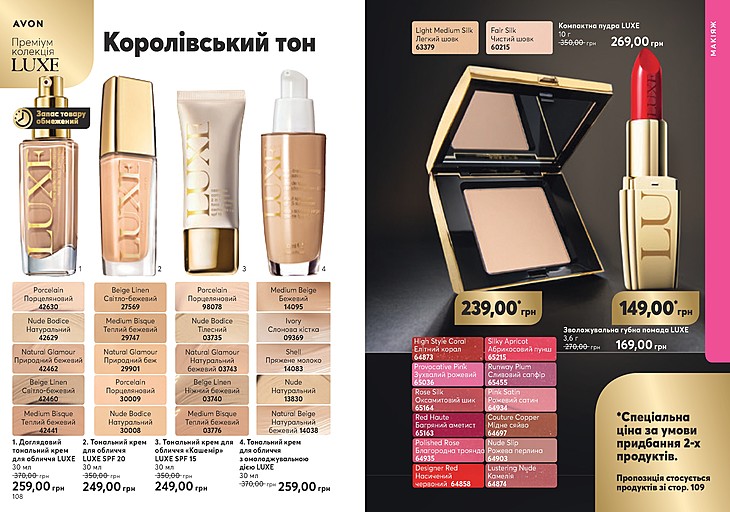 AVON
Преміум
колекція
LUXE
Королівський тон
Запас товару
обмежений
LUXE
LUXE
LUXE
LUXE
1
2
3
4
Porcelain
Порцеляновий
42630
Nude Bodice
Натуральний
42629
Natural Glamour
Природний бежевий
42462
Beige Linen
Світло-бежевий
42460
Medium Bisque
Теплий бежевий
42441
Beige Linen
Світло-бежевий
27569
Medium Bisque
Теплий бежевий
29747
Natural Glamour
Природний беж
29901
Porcelain
Порцеляновий
30009
Nude Bodice
Натуральний
30008
Porcelain
Порцеляновий
98078
Nude Bodice
Тілесний
03735
Natural Glamour
Натуральний
бежевий 03743
Beige Linen
Ніжний бежевий
03740
Medium Bisque
Теплий бежевий
03776
Medium Beige
Бежевий
14095
Ivory
Слонова кістка
09369
Shell
Пряжене молоко
14083
Nude
Натуральний
13830
Natural Beige
Натуральний
бежевий 14038
1. Доглядовий
тональний крем
для обличчя LUXE
30 мл
370,00 грн
259,00 грн
2. Тональний крем
для обличчя
LUXE SPF 20
30 мл
350,00 грн
249,00 грн
3. Тональний крем для
обличчя «Кашемір»
LUXE SPF 15
30 мл
350,00 грн
249,00 грн
4. Тональний крем
для обличчя
з зволоджувальною
дією LUXE
30 мл
370,00 грн 259,00 грн
108
Light Medium Silk
Легкий шовк
63379
Fair Silk
Чистий шовк
60215
Компактна пудра LUXE
10 г
350,00 грн 269,00 грн
МАКІЯЖ
LUXE
LU
239,00* грн
149,00* грн
Зволожувальна губна помада LUXE
3,6 г
270,00 грн 169,00 грн
High Style Coral
Елітний корал
64873
Silky Apricot
Абрикосовий пунш
65215
Provocative Pink
Зухвалий рожевий
65036
Runway Plum
Сливовий сапфір
65455
Rose Silk
Оксамитовий шик
65164
Pink Satin
Рожевий сатин
64934
Red Haute
Багряний аметист
65163
Couture Copper
Мідне сяйво
64697
Polished Rose
Благородна троянда
64935
Nude Slip
Рожева перлина
64903
Designer Red
Насичений
червоний 64858
Lustering Nude
Камелія
64874
*Спеціальна
ціна за умови
придбання 2-х
продуктів.
Пропозиція стосується
продуктів зі стор. 109